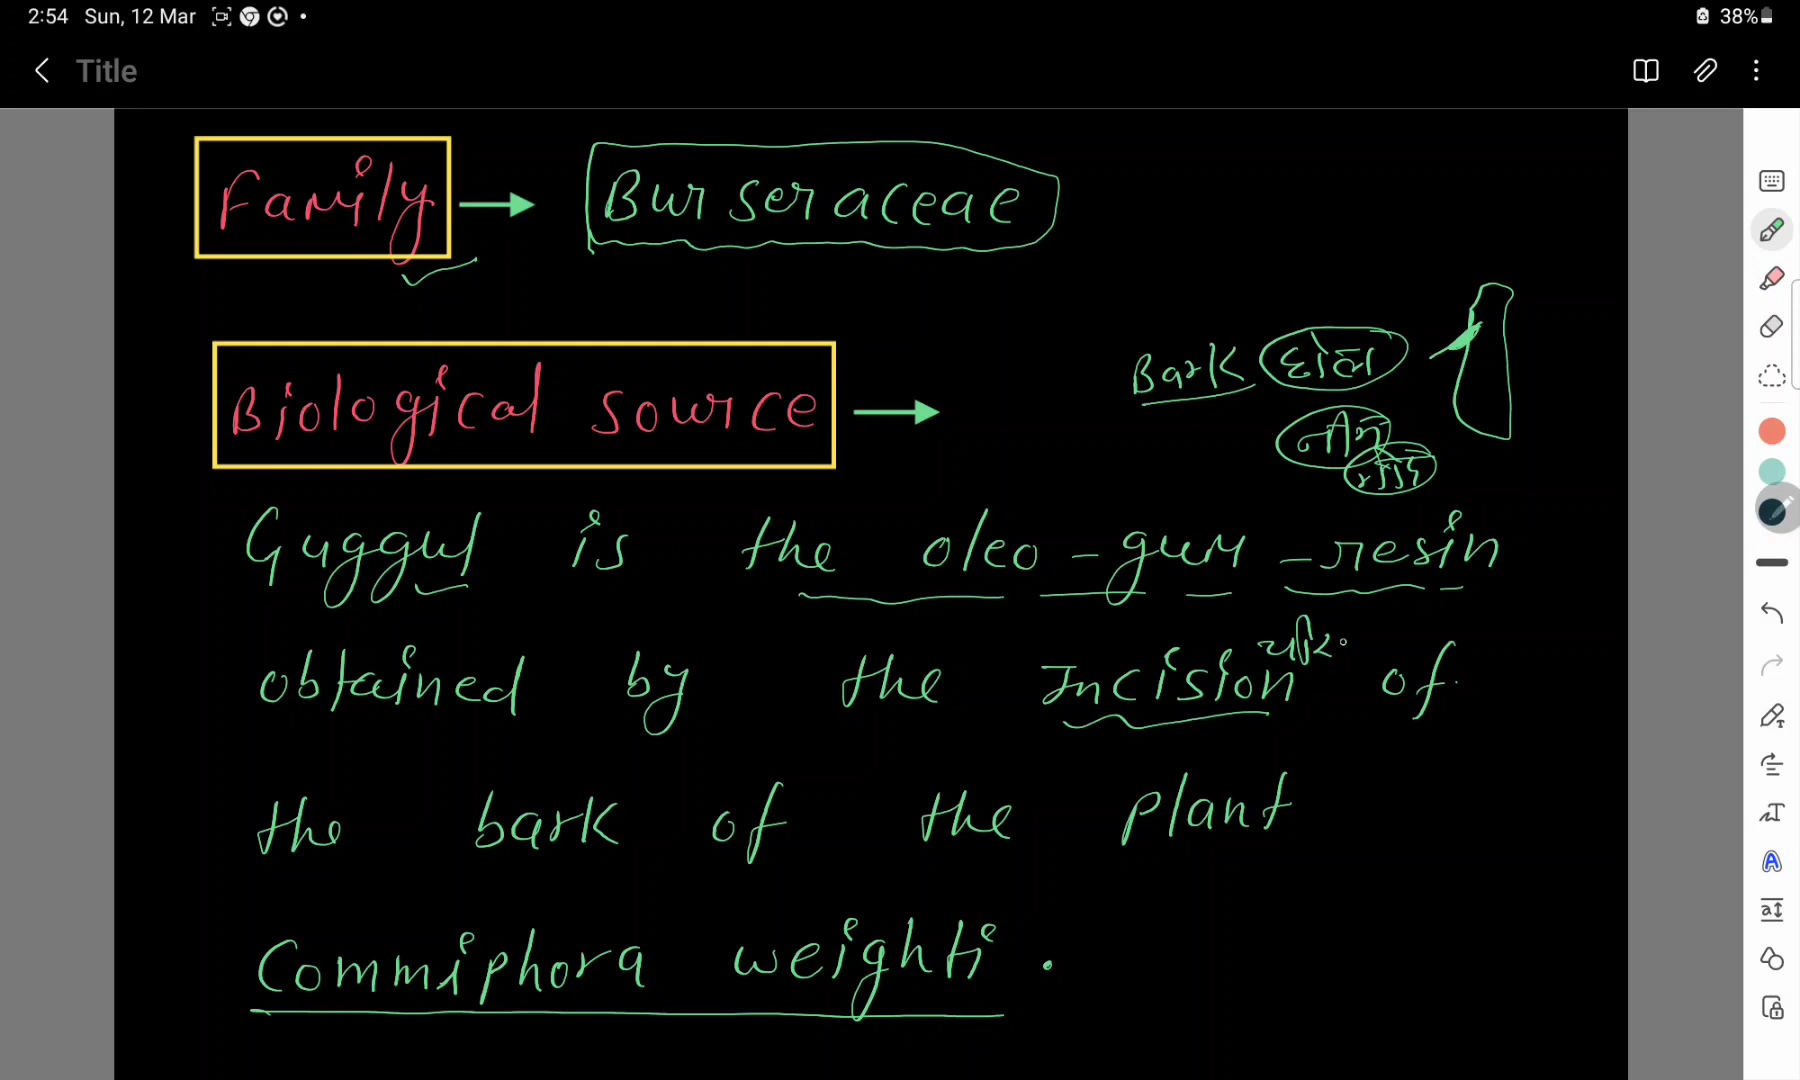 2:54 Sun, 12 Mar
38%
Title
Family → Burseraceae
Biological source →
Bark
Guggul is the oleo-gum-resin
obtained by the Incision of
the bark of the plant
Commiphora weighti.